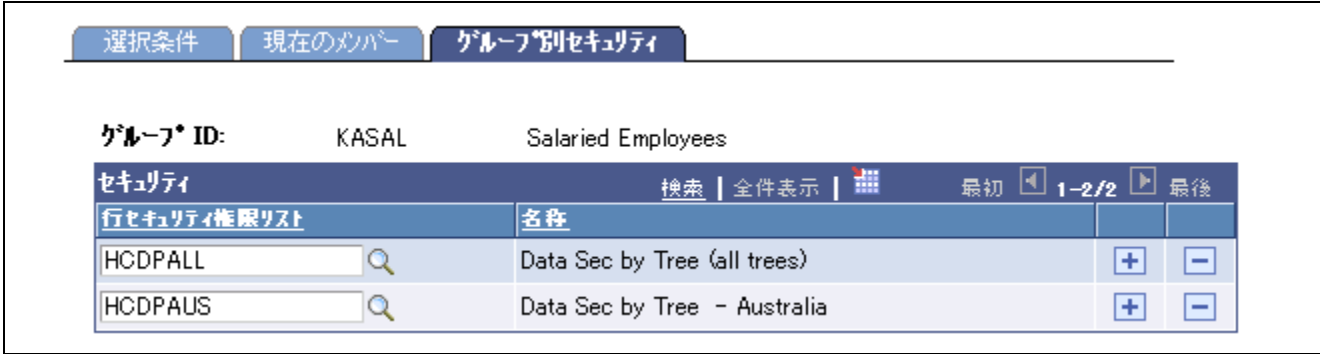 選択条件 現在のﾒﾝﾊﾞｰ ｸﾞﾙｰﾌﾟ別ｾｷｭﾘﾃｨ
ｸﾞﾙｰﾌﾟ ID: KASAL Salaried Employees
ｾｷｭﾘﾃｨ 検索 | 全件表示 | 最初 1-2/2 最後
行ｾｷｭﾘﾃｨ権限ﾘｽﾄ 名称
HCDPALL Data Sec by Tree (all trees)
HCDPAUS Data Sec by Tree - Australia